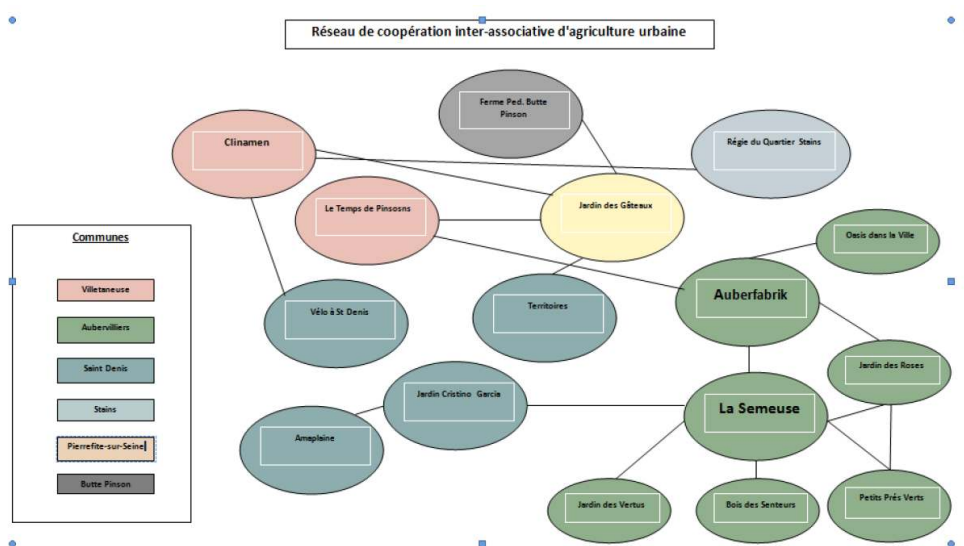 Réseau de coopération inter-associative d'agriculture urbaine
Ferme Ped. Butte
Pinson
Clinamen
Régie du Quartier Stains
Le Temps de Pinsosns
Jardin des Gâteaux
Oasis dans la Ville
Communes
Villetaneuse
Aubervilliers
Saint Denis
Stains
Pierrefite-sur-Seine
Butte Pinson
Vélo à St Denis
Territoires
Auberfabrik
Jardin Cristino Garcia
Jardin des Roses
La Semeuse
Amaplaine
Jardin des Vertus
Bois des Senteurs
Petits Prés Verts